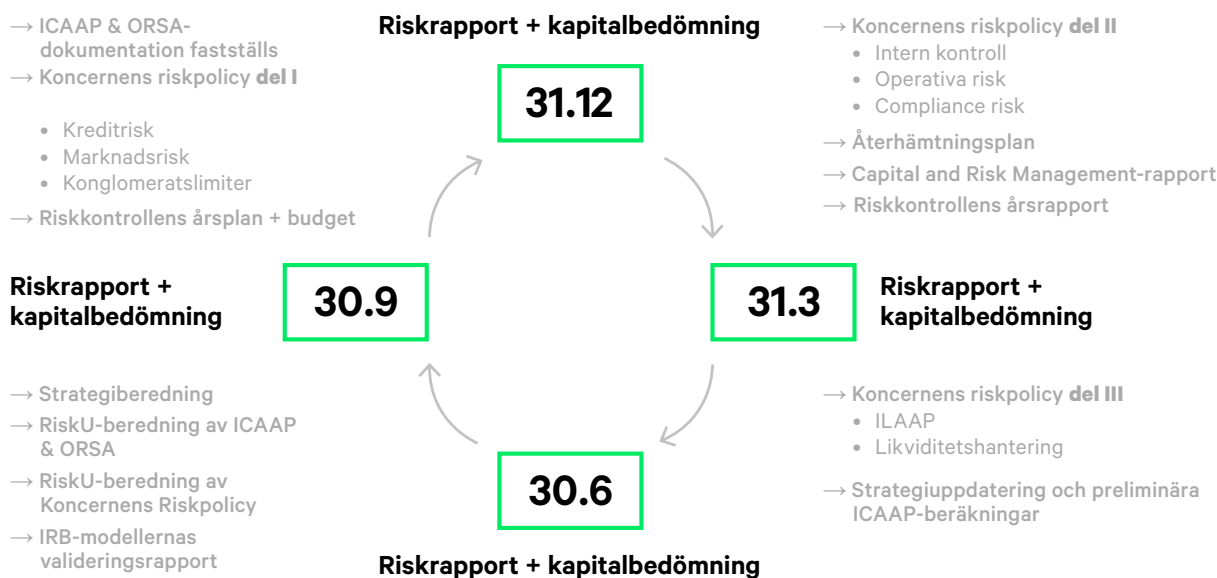 → ICAAP & ORSA-
dokumentation fastställs
→ Koncernens riskpolicy del I
• Kreditrisk
• Marknadsrisk
• Konglomeratslimiter
→ Riskkontrollens årsplan + budget
Riskrapport + kapitalbedömning
31.12
→ Koncernens riskpolicy del II
• Intern kontroll
• Operativa risk
• Compliance risk
→ Återhämtningsplan
→ Capital and Risk Management-rapport
→ Riskkontrollens årsrapport
Riskrapport +
kapitalbedömning
30.9
31.3
Riskrapport +
kapitalbedömning
→ Strategiberedning
→ RiskU-beredning av ICAAP
& ORSA
→ RiskU-beredning av
Koncernens Riskpolicy
→ IRB-modellernas
valideringsrapport
30.6
Riskrapport + kapitalbedömning
→ Koncernens riskpolicy del III
• ILAAP
• Likviditetshantering
→ Strategiuppdatering och preliminära
ICAAP-beräkningar